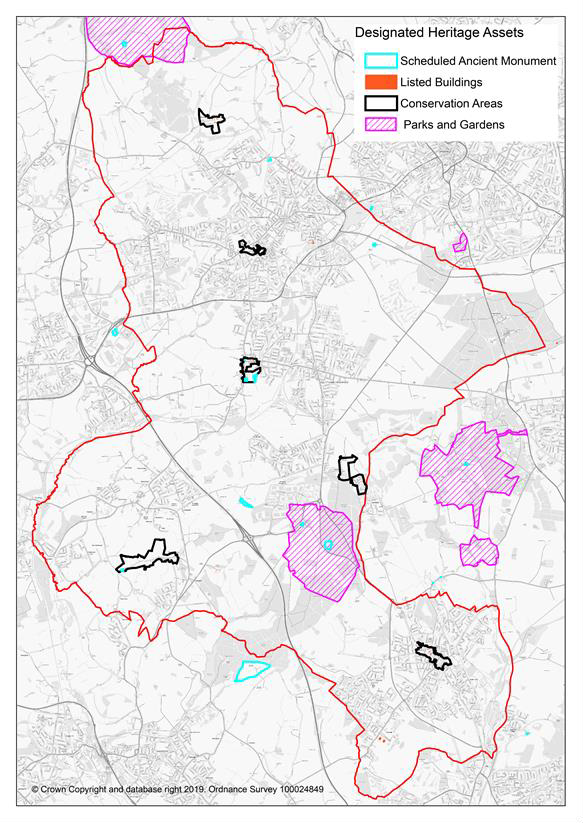 Designated Heritage Assets
Scheduled Ancient Monument
Listed Buildings
Conservation Areas
Parks and Gardens
© Crown Copyright and database right 2019. Ordnance Survey 100024849